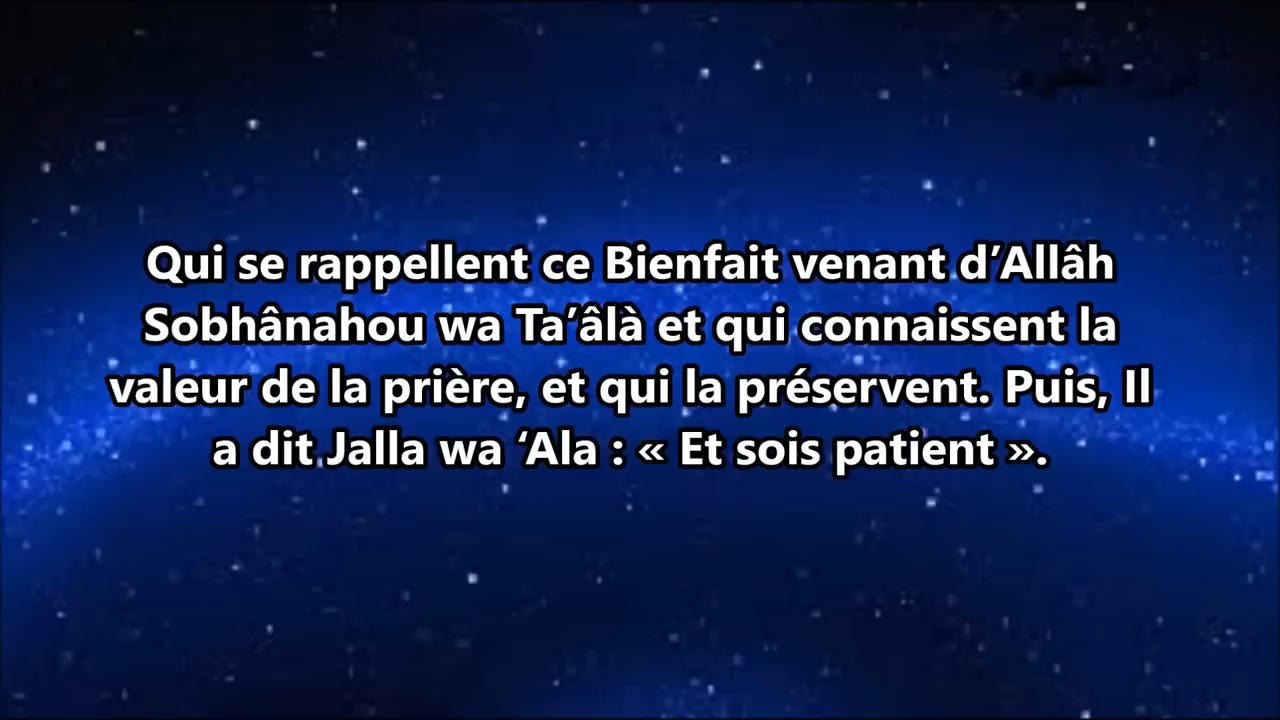 Qui se rappellent ce Bienfait venant d’Allâh
Sobhânahou wa Ta’âlà et qui connaissent la
valeur de la prière, et qui la préservent. Puis, Il
a dit Jalla wa ‘Ala : « Et sois patient ».